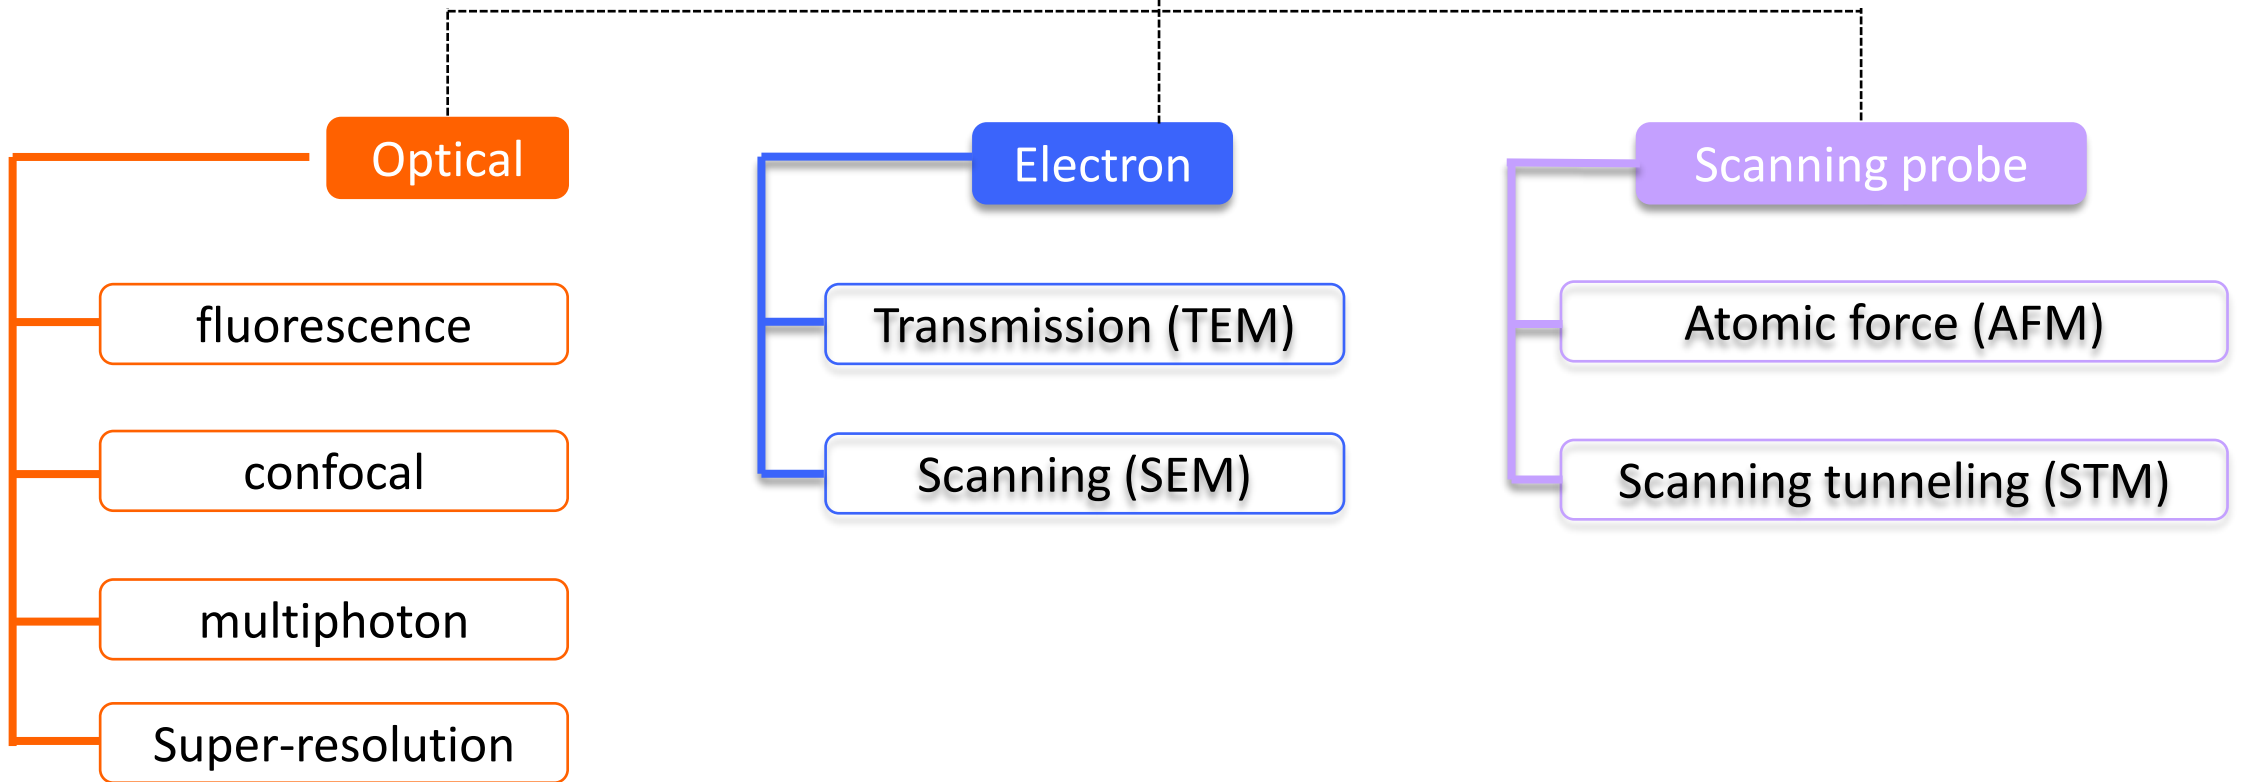 Optical
fluorescence
confocal
multiphoton
Super-resolution
Electron
Transmission (TEM)
Scanning (SEM)
Scanning probe
Atomic force (AFM)
Scanning tunneling (STM)